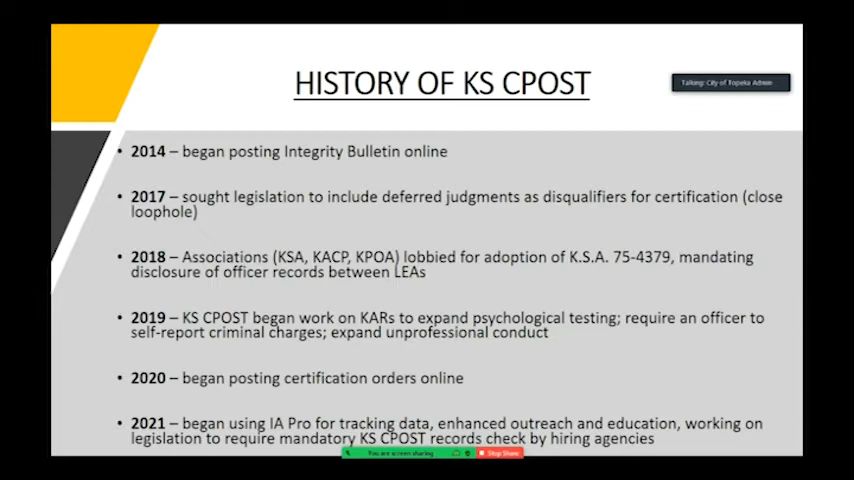 HISTORY OF KS CPOST
Talking: City of Topeka Admin
• 2014 – began posting Integrity Bulletin online
• 2017 – sought legislation to include deferred judgments as disqualifiers for certification (close
loophole)
• 2018 – Associations (KSA, KACP, KPOA) lobbied for adoption of K.S.A. 75-4379, mandating
disclosure of officer records between LEAs
• 2019 – KS CPOST began work on KARs to expand psychological testing; require an officer to
self-report criminal charges; expand unprofessional conduct
• 2020 – began posting certification orders online
• 2021 – began using IA Pro for tracking data, enhanced outreach and education, working on
legislation to require mandatory KS CPOST records check by hiring agencies
You are screen sharing
Stop Share